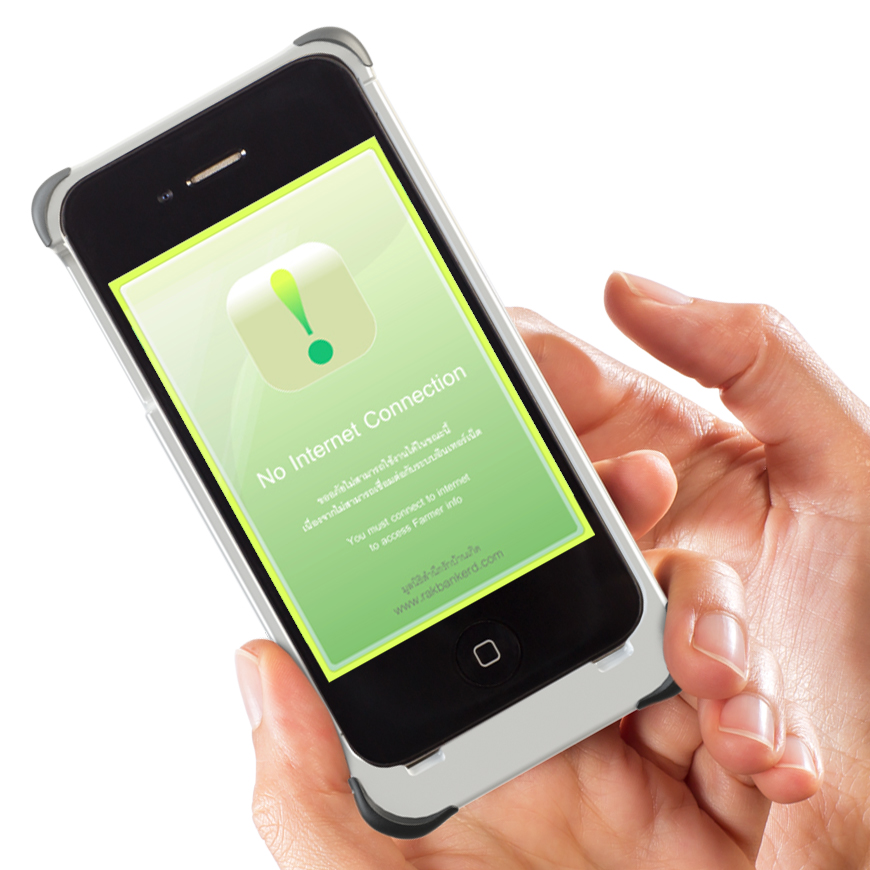 No Internet Connection
ขออภัยไม่สามารถใช้งานได้ในขณะนี้
เนื่องจากไม่สามารถเชื่อมต่อกับระบบอินเทอร์เน็ต
You must connect to internet
to access Farmer info
มูลนิธิสำนึกรักบ้านเกิด
www.rakbankerd.com